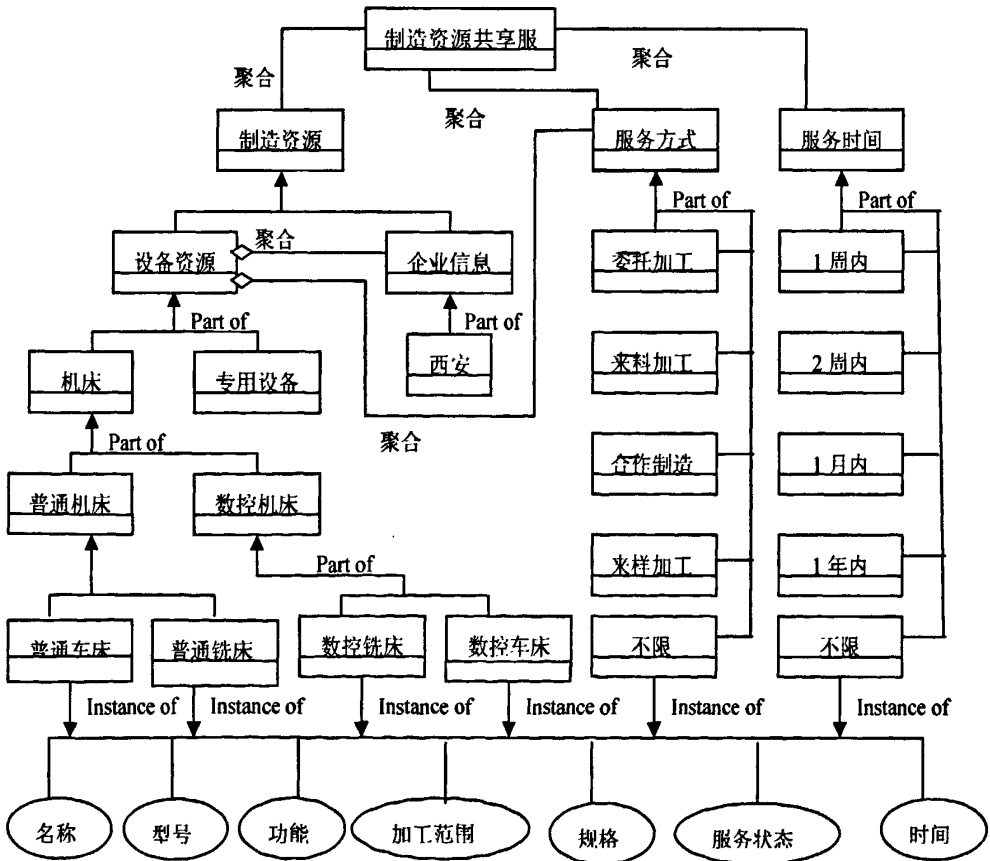 制造资源共享服
聚合
聚合
聚合
制造资源
服务方式
服务时间
Part of
Part of
设备资源
聚合
企业信息
委托加工
1周内
Part of
Part of
机床
专用设备
西安
来料加工
2周内
聚合
Part of
普通机床
数控机床
合作制造
1月内
Part of
来样加工
1年内
普通车床
普通铣床
数控铣床
数控车床
不限
不限
Instance of
Instance of
Instance of
Instance of
Instance of
Instance of
名称
型号
功能
加工范围
规格
服务状态
时间